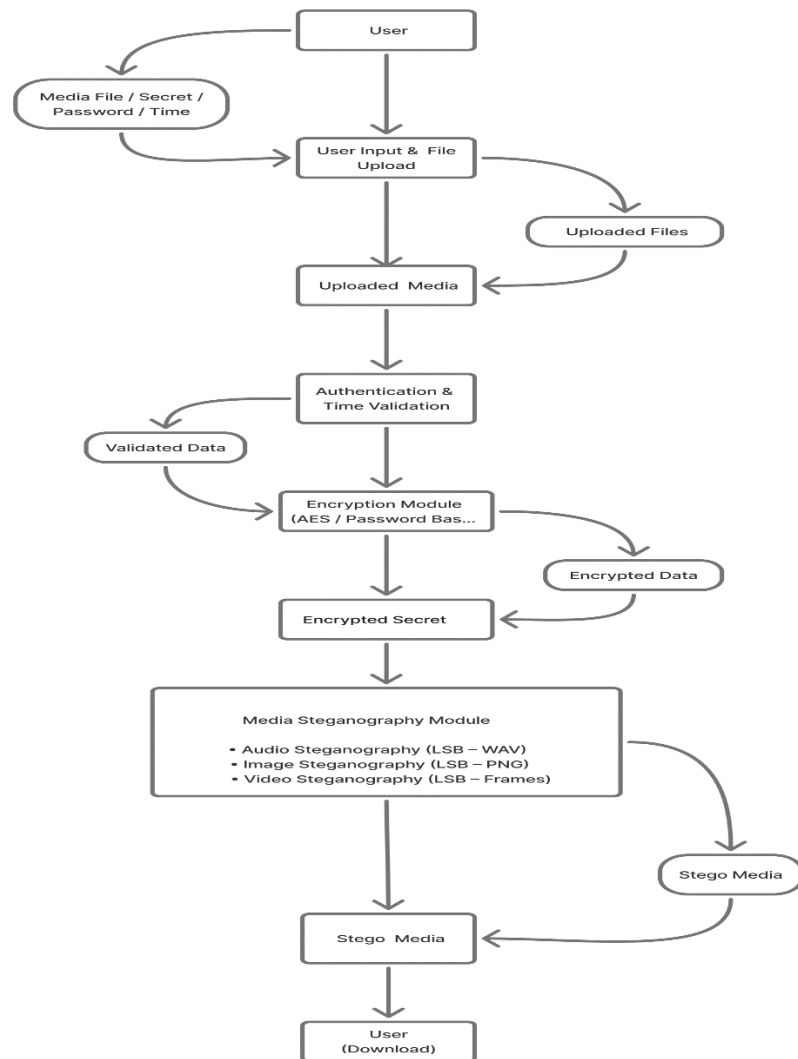 User
Media File / Secret /
Password / Time
User Input & File
Upload
Uploaded Files
Uploaded Media
Authentication &
Time Validation
Validated Data
Encryption Module
(AES / Password Bas...
Encrypted Data
Encrypted Secret
Media Steganography Module
• Audio Steganography (LSB – WAV)
• Image Steganography (LSB – PNG)
• Video Steganography (LSB – Frames)
Stego Media
Stego Media
User
(Download)